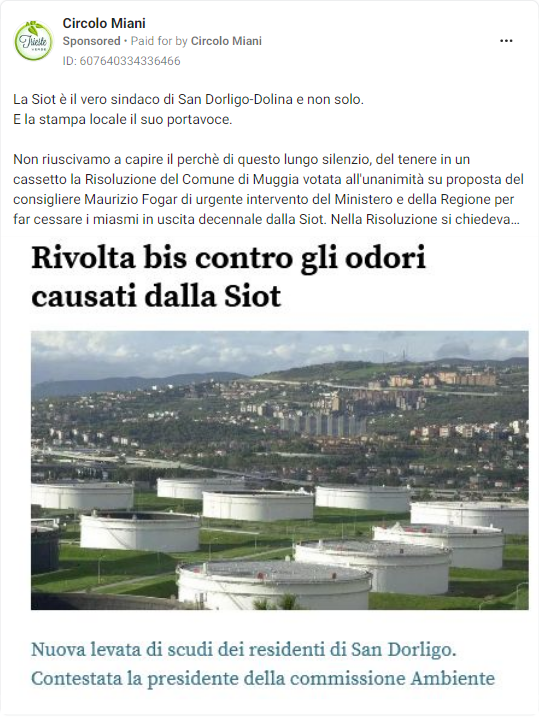 Circolo Miani
Sponsored • Paid for by Circolo Miani
ID: 607640334336466
Trieste
VERDE
La Siot è il vero sindaco di San Dorligo-Dolina e non solo.
E la stampa locale il suo portavoce.
Non riuscivamo a capire il perchè di questo lungo silenzio, del tenere in un
cassetto la Risoluzione del Comune di Muggia votata all'unanimità su proposta del
consigliere Maurizio Fogar di urgente intervento del Ministero e della Regione per
far cessare i miasmi in uscita decennale dalla Siot. Nella Risoluzione si chiedeva...
Rivolta bis contro gli odori
causati dalla Siot
Nuova levata di scudi dei residenti di San Dorligo.
Contestata la presidente della commissione Ambiente